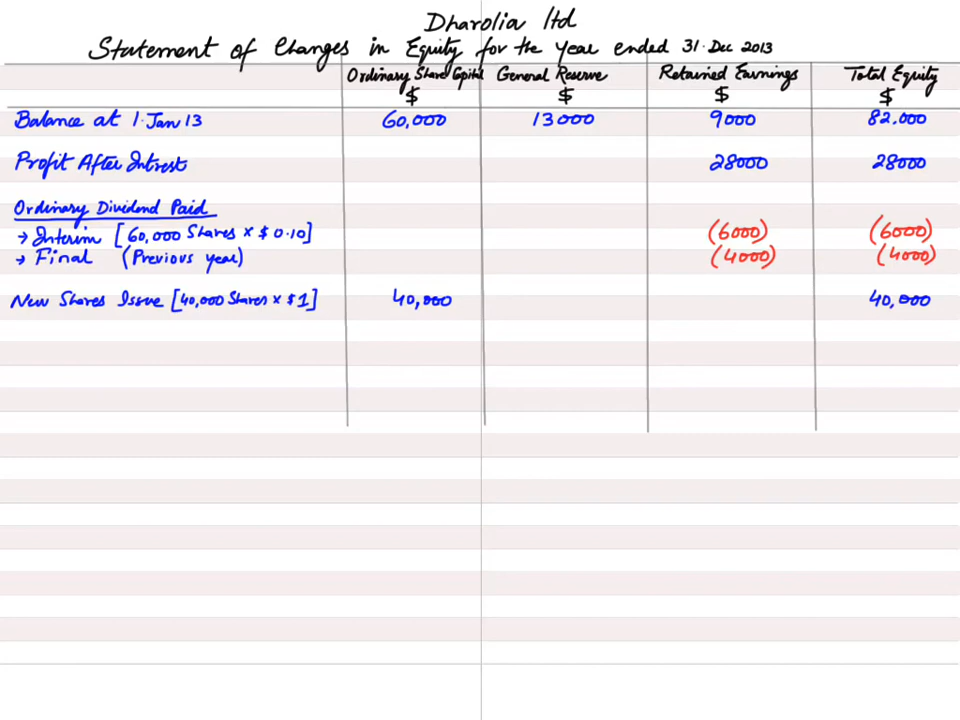 Dharolia ltd
Statement of Changes in Equity for the Year ended 31·Dec 2013
Ordinary Share Capital General Reserve Retained Earnings Total Equity
$ $ $ $
Balance at 1·Jan 13 60,000 13000 9000 82.000
Profit After Interest 28000 28000
Ordinary Dividend Paid
→ Interim [60,000 Shares × $ 0.10] (6000) (6000)
→ Final (Previous year) (4000) (4000)
New Shares Issue [40,000 Shares × $1] 40,000 40,000